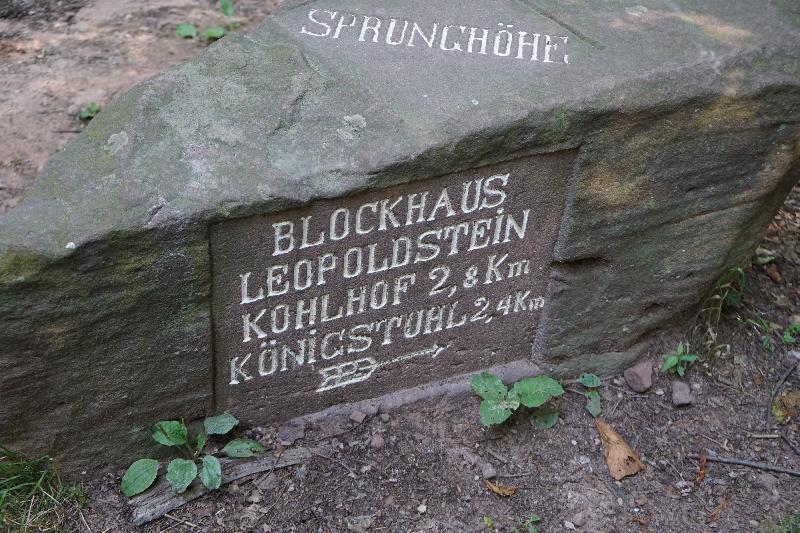 SPRUNGHÖHE
BLOCKHAUS
LEOPOLDSTEIN
KOHLHOF 2,8 Km
KÖNIGSTUHL 2,4 Km